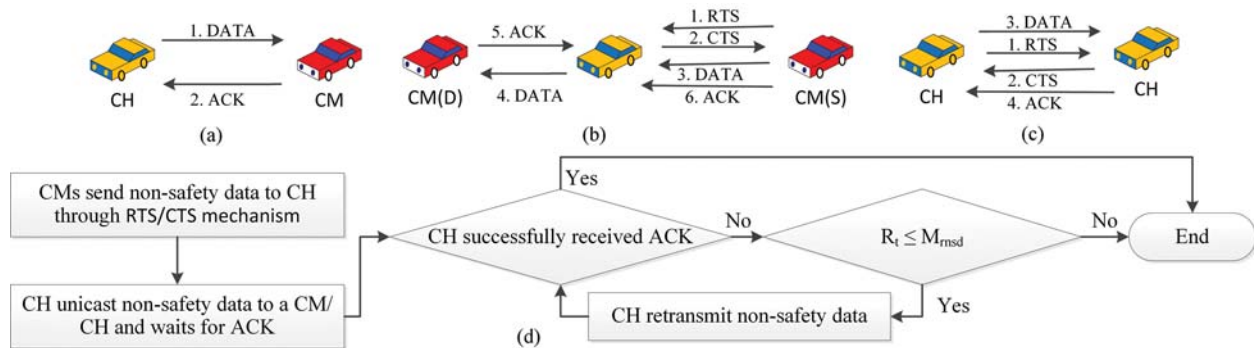 1. DATA
2. ACK
CH
CM
(a)
5. ACK
4. DATA
CM(D)
1. RTS
2. CTS
3. DATA
6. ACK
CM(S)
(b)
3. DATA
1. RTS
2. CTS
4. ACK
CH
CH
(c)
CMs send non-safety data to CH
through RTS/CTS mechanism
CH unicast non-safety data to a CM/
CH and waits for ACK
CH successfully received ACK
Yes
No
Rt ≤ Mrnsd
No
End
Yes
CH retransmit non-safety data
(d)